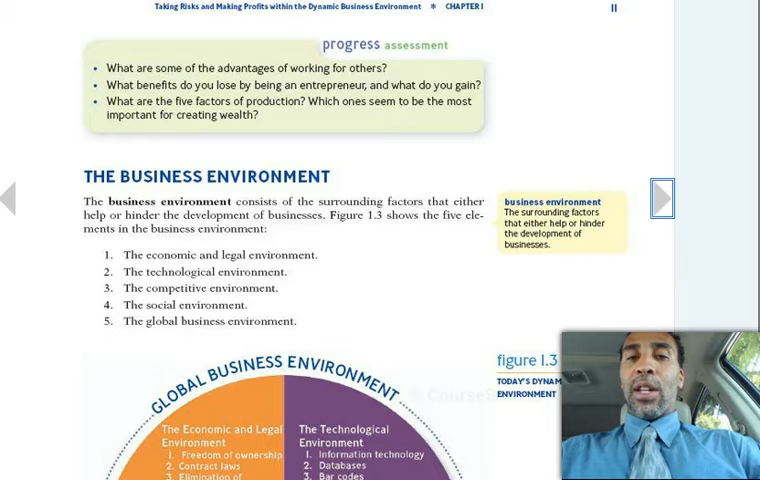 Taking Risks and Making Profits within the Dynamic Business Environment * CHAPTER 1
11
progress assessment
• What are some of the advantages of working for others?
• What benefits do you lose by being an entrepreneur, and what do you gain?
• What are the five factors of production? Which ones seem to be the most
important for creating wealth?
THE BUSINESS ENVIRONMENT
The business environment consists of the surrounding factors that either
help or hinder the development of businesses. Figure 1.3 shows the five ele-
ments in the business environment:
1. The economic and legal environment.
2. The technological environment.
3. The competitive environment.
4. The social environment.
5. The global business environment.
business environment
The surrounding factors
that either help or hinder
the development of
businesses.
figure 1.3
TODAY'S DYNAM
ENVIRONMENT
GLOBAL BUSINESS ENVIRONMENT
The Economic and Legal
Environment
1. Freedom of ownership
2. Contract laws
3. Elimination of
The Technological
Environment
1. Information technology
2. Databases
3. Bar codes
© CourseS